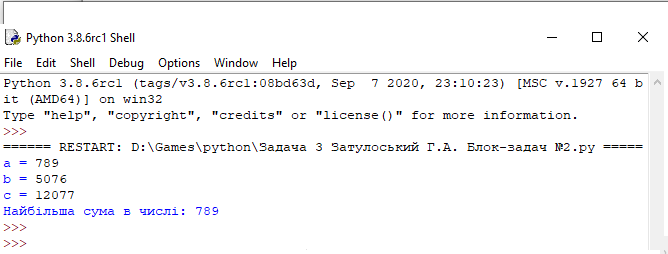 Python 3.8.6rc1 Shell
File Edit Shell Debug Options Window Help
Python 3.8.6rc1 (tags/v3.8.6rc1:08bd63d, Sep  7 2020, 23:10:23) [MSC v.1927 64 b
it (AMD64)] on win32
Type "help", "copyright", "credits" or "license()" for more information.
>>>
====== RESTART: D:\Games\python\Задача 3 Затулоський Г.А. Блок-задач №2.py =====
a = 789
b = 5076
c = 12077
Найбільша сума в числі: 789
>>>
>>>